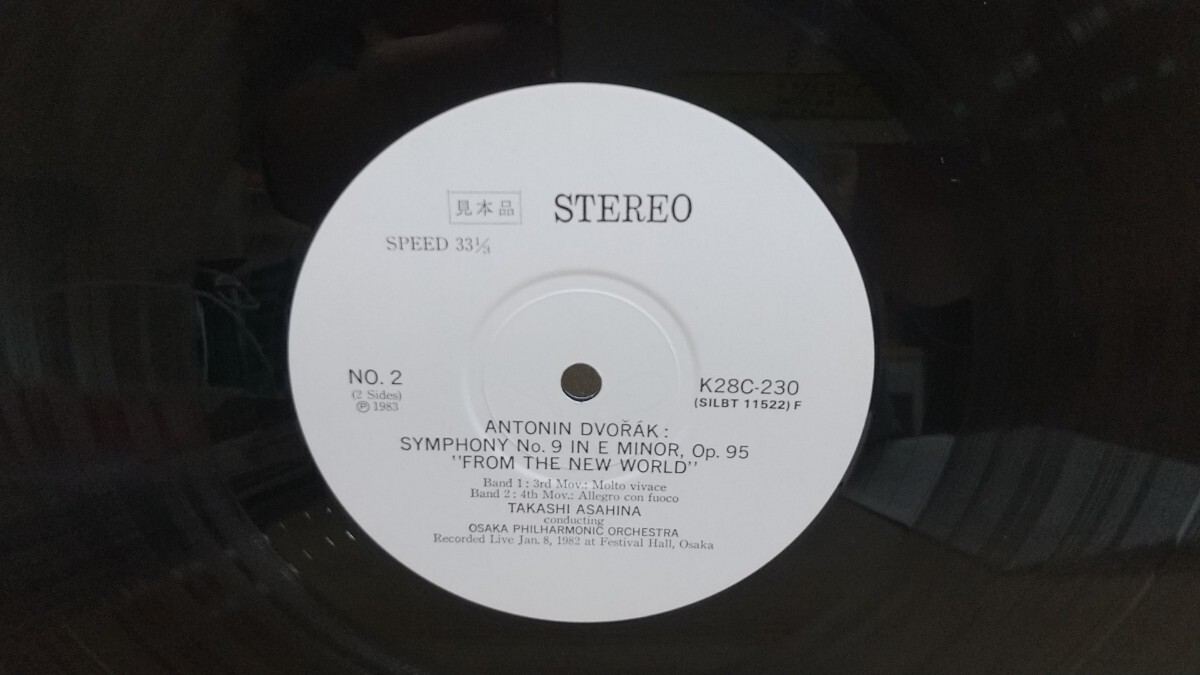 見本品 STEREO
SPEED 33⅓
NO. 2
(2 Sides)
Ⓟ 1983
K28C-230
(SILBT 11522) F
ANTONIN DVOŘÁK:
SYMPHONY No. 9 IN E MINOR, Op. 95
"FROM THE NEW WORLD"
Band 1: 3rd Mov.: Molto vivace
Band 2: 4th Mov.: Allegro con fuoco
TAKASHI ASAHINA
conducting
OSAKA PHILHARMONIC ORCHESTRA
Recorded Live Jan. 8, 1982 at Festival Hall, Osaka